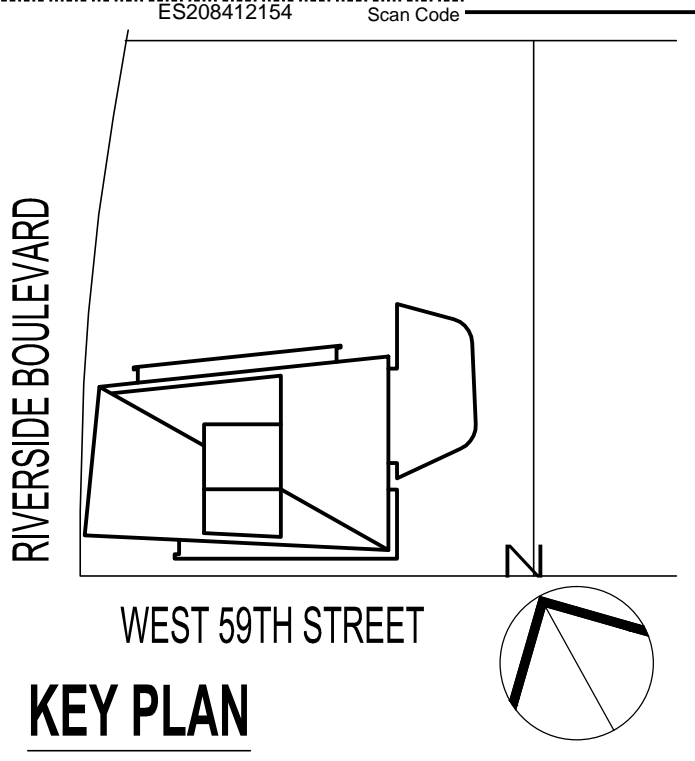 ES208412154
Scan Code
RIVERSIDE BOULEVARD
N
WEST 59TH STREET
KEY PLAN